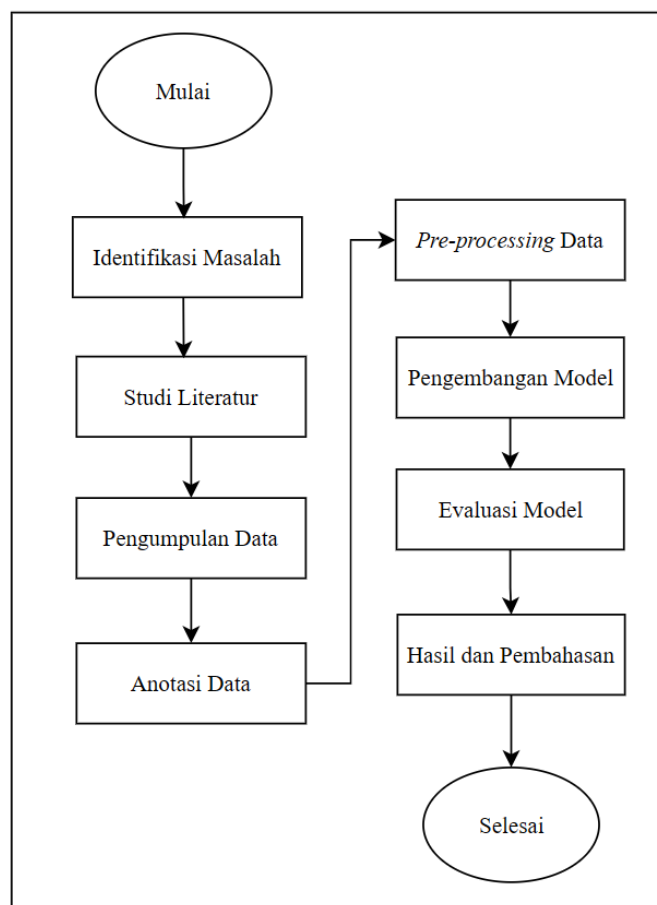 Mulai
Identifikasi Masalah
Studi Literatur
Pengumpulan Data
Anotasi Data
Pre-processing Data
Pengembangan Model
Evaluasi Model
Hasil dan Pembahasan
Selesai